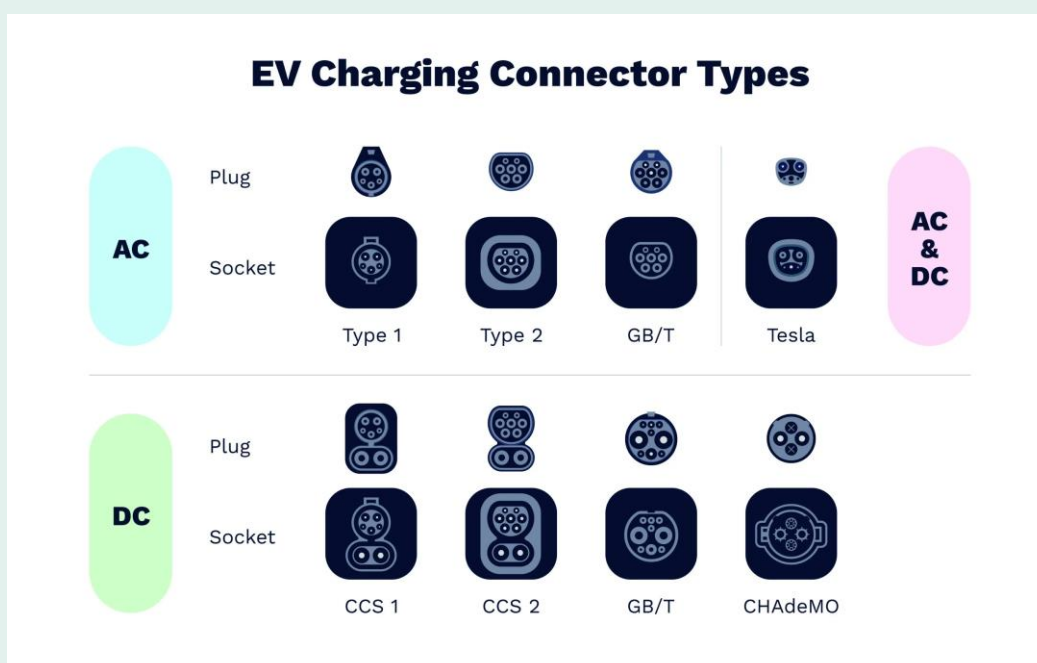 EV Charging Connector Types
AC
Plug
Socket
Type 1
Type 2
GB/T
Tesla
AC
&
DC
DC
Plug
Socket
CCS 1
CCS 2
GB/T
CHAdeMO